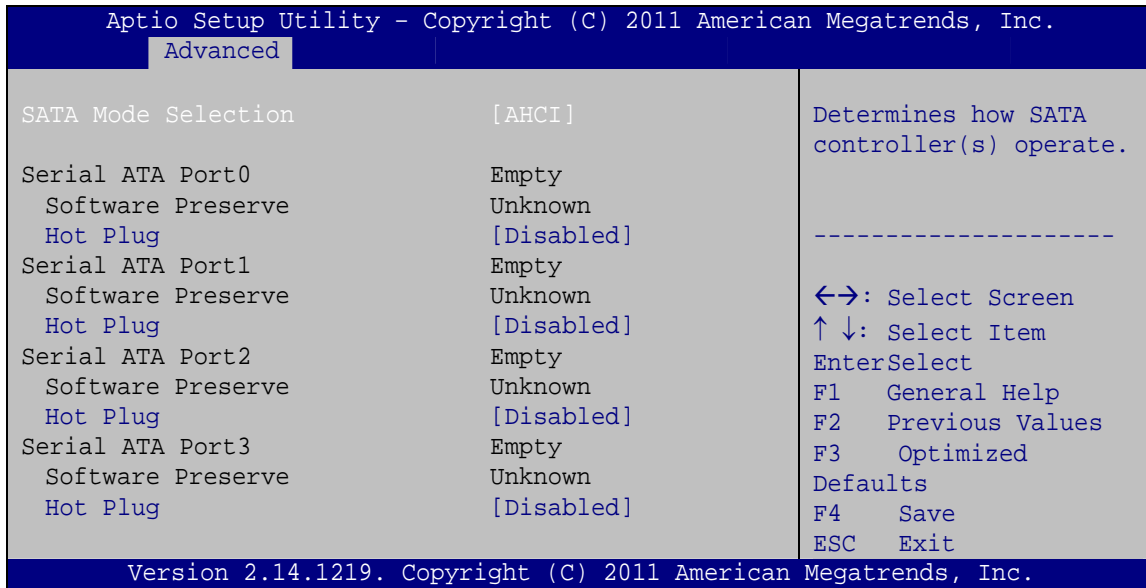 Aptio Setup Utility – Copyright (C) 2011 American Megatrends, Inc.
Advanced
SATA Mode Selection [AHCI]
Serial ATA Port0 Empty
Software Preserve Unknown
Hot Plug [Disabled]
Serial ATA Port1 Empty
Software Preserve Unknown
Hot Plug [Disabled]
Serial ATA Port2 Empty
Software Preserve Unknown
Hot Plug [Disabled]
Serial ATA Port3 Empty
Software Preserve Unknown
Hot Plug [Disabled]
Determines how SATA
controller(s) operate.
---------------------
←→: Select Screen
↑ ↓: Select Item
EnterSelect
F1 General Help
F2 Previous Values
F3 Optimized
Defaults
F4 Save
ESC Exit
Version 2.14.1219. Copyright (C) 2011 American Megatrends, Inc.